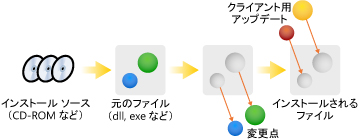 クライアント用
アップデート
インストール ソース
(CD-ROM など)
元のファイル
(dll, exe など)
変更点
インストールされる
ファイル